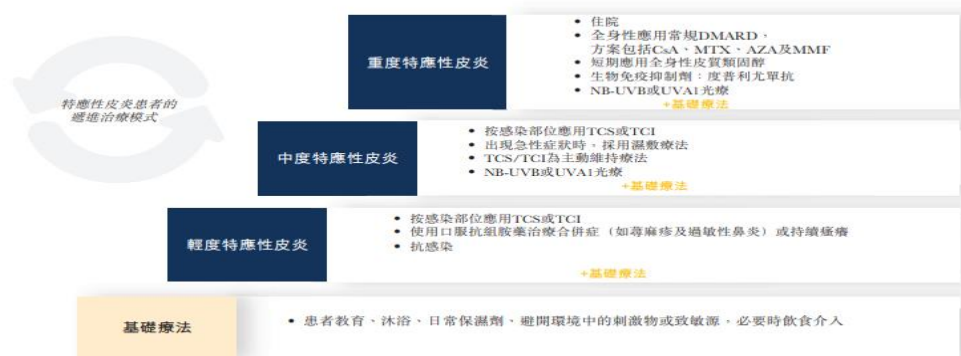 住院
全身性應用常規DMARD，
方案包括CsA、MTX、AZA及MMF
重度特應性皮炎
短期應用全身性皮質類固醇
生物免疫抑制劑：度普利尤單抗
NB-UVB或UVA1光療
+基礎療法
特應性皮炎患者的
遞進治療模式
按感染部位應用TCS或TCI
出現急性症狀時，採用濕敷療法
中度特應性皮炎
TCS/TCI為主動維持療法
NB-UVB或UVA1光療
+基礎療法
按感染部位應用TCS或TCI
使用口服抗組胺藥治療合併症（如蕁麻疹及過敏性鼻炎）或持續瘙癢
輕度特應性皮炎
抗感染
+基礎療法
基礎療法
患者教育、沐浴、日常保濕劑、避開環境中的刺激物或致敏源，必要時飲食介入